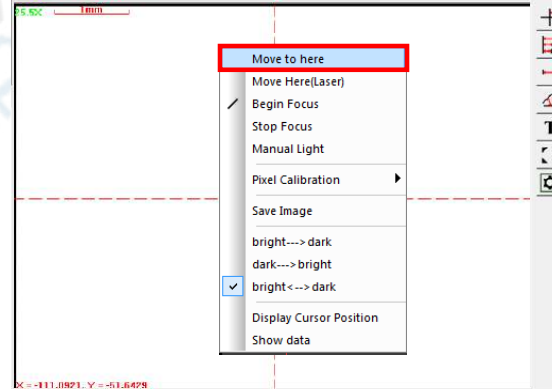 26.5X 1mm
Move to here
Move Here(Laser)
Begin Focus
Stop Focus
Manual Light
Pixel Calibration
Save Image
bright--->dark
dark--->bright
bright<-->dark
Display Cursor Position
Show data
X = -111.0921, Y = -51.6429
T